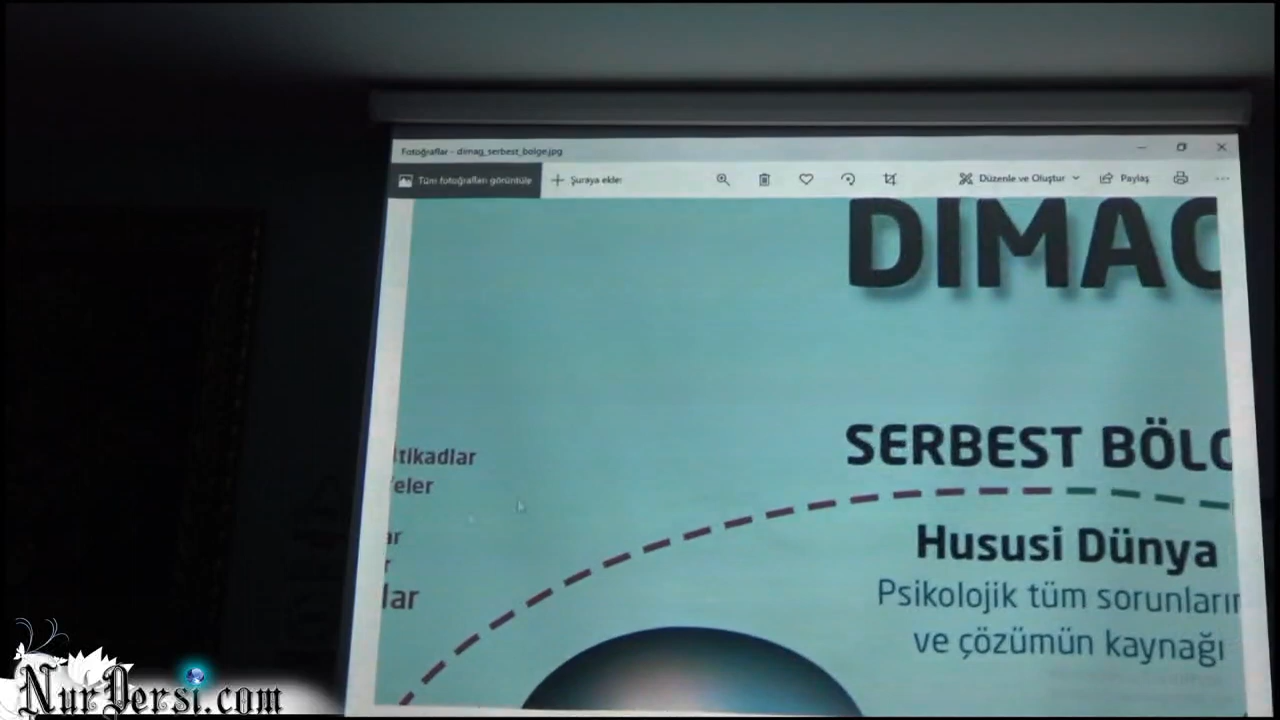 Fotoğraflar - dimag_serbest_bolge.jpg
Tüm fotoğrafları görüntüle
Şuraya ekle:
Düzenle ve Oluştur
Paylaş
DIMAG
SERBEST BÖLG
tikadlar
eler
Hususi Dünya
ar
r
lar
Psikolojik tüm sorunların
ve çözümün kaynağı
NurDersi.com